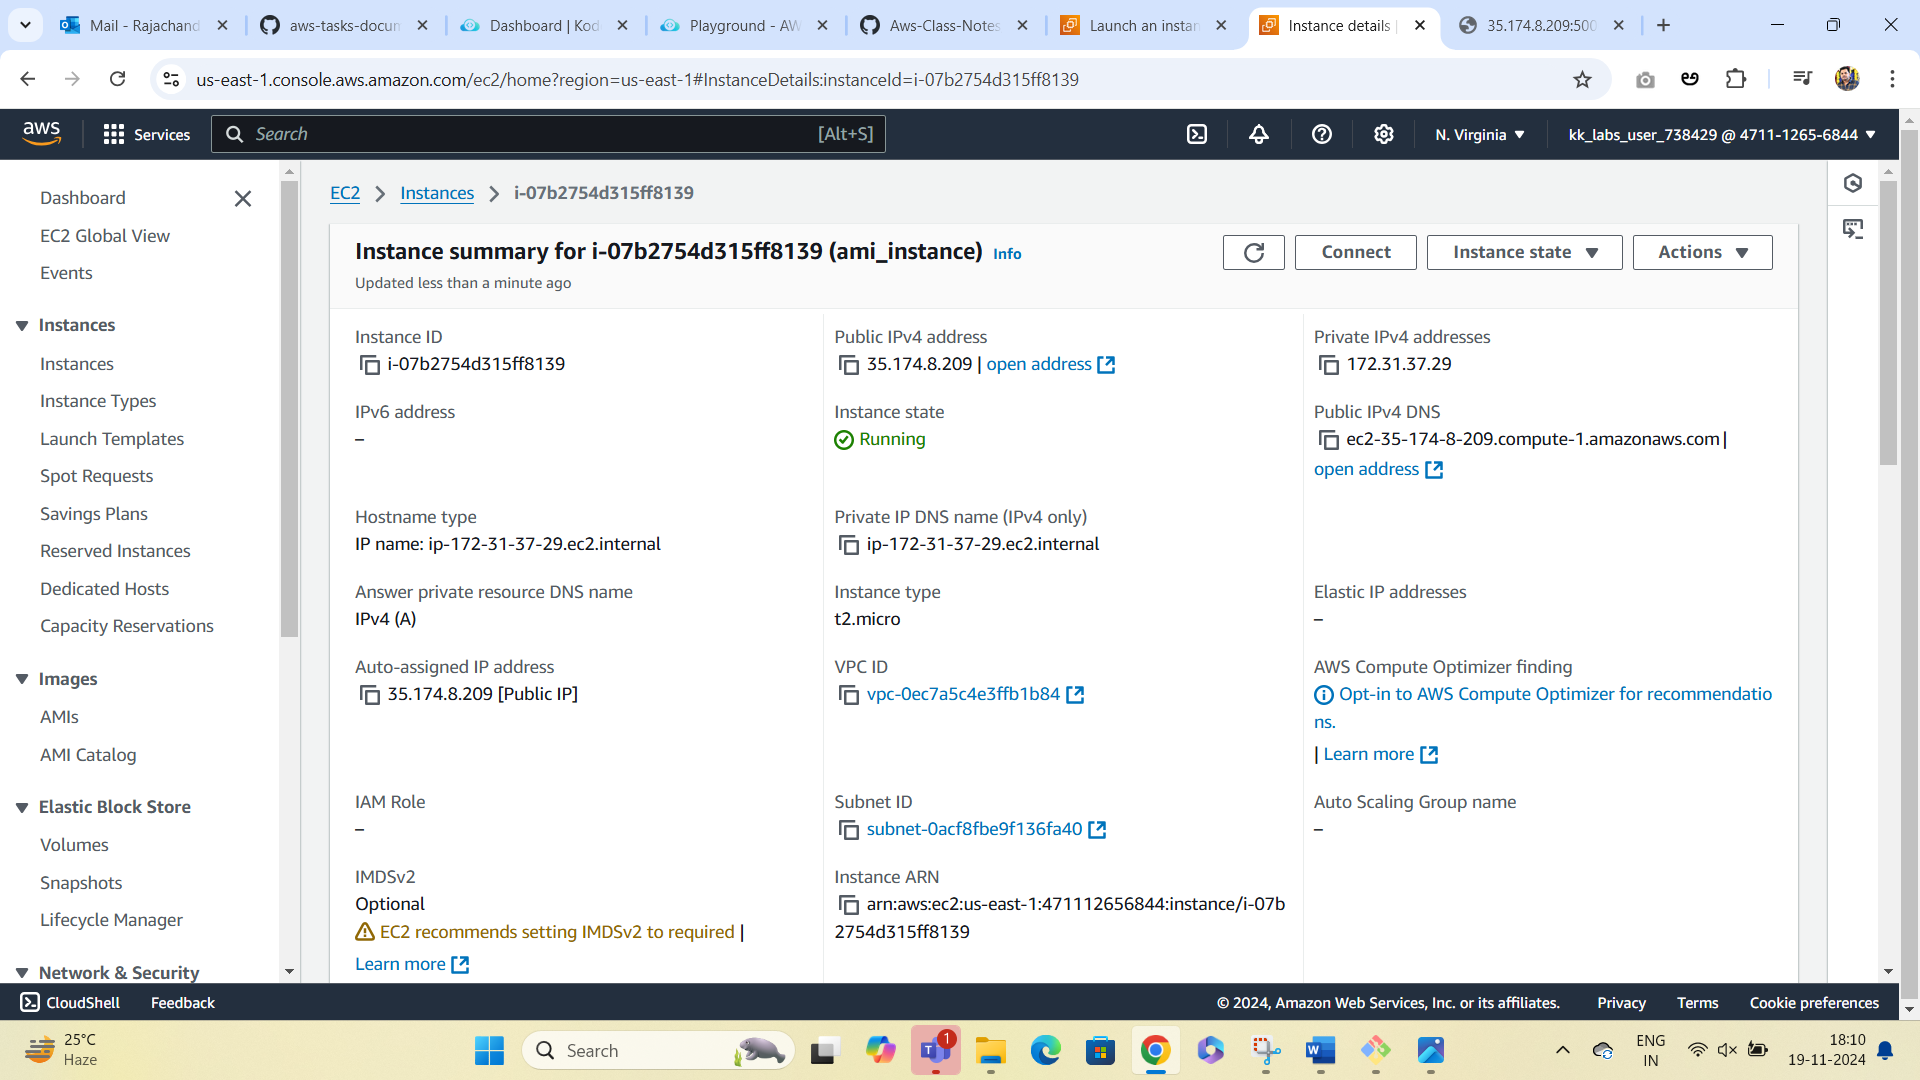 Mail - Rajachand
aws-tasks-docum
Dashboard | Kod
Playground - AW
Aws-Class-Notes
Launch an instan
Instance details |
35.174.8.209:500
us-east-1.console.aws.amazon.com/ec2/home?region=us-east-1#InstanceDetails:instanceId=i-07b2754d315ff8139
aws
Services
Search
[Alt+S]
N. Virginia
kk_labs_user_738429 @ 4711-1265-6844
Dashboard
EC2 Global View
Events
Instances
Instances
Instance Types
Launch Templates
Spot Requests
Savings Plans
Reserved Instances
Dedicated Hosts
Capacity Reservations
Images
AMIs
AMI Catalog
Elastic Block Store
Volumes
Snapshots
Lifecycle Manager
Network & Security
EC2 > Instances > i-07b2754d315ff8139
Instance summary for i-07b2754d315ff8139 (ami_instance) Info
Updated less than a minute ago
Connect
Instance state
Actions
Instance ID
i-07b2754d315ff8139
Public IPv4 address
35.174.8.209 | open address
Private IPv4 addresses
172.31.37.29
IPv6 address
–
Instance state
Running
Public IPv4 DNS
ec2-35-174-8-209.compute-1.amazonaws.com |
open address
Hostname type
IP name: ip-172-31-37-29.ec2.internal
Private IP DNS name (IPv4 only)
ip-172-31-37-29.ec2.internal
Answer private resource DNS name
IPv4 (A)
Instance type
t2.micro
Elastic IP addresses
–
Auto-assigned IP address
35.174.8.209 [Public IP]
VPC ID
vpc-0ec7a5c4e3ffb1b84
AWS Compute Optimizer finding
Opt-in to AWS Compute Optimizer for recommendatio
ns.
| Learn more
IAM Role
–
Subnet ID
subnet-0acf8fbe9f136fa40
Auto Scaling Group name
–
IMDSv2
Optional
EC2 recommends setting IMDSv2 to required |
Learn more
Instance ARN
arn:aws:ec2:us-east-1:471112656844:instance/i-07b
2754d315ff8139
CloudShell
Feedback
© 2024, Amazon Web Services, Inc. or its affiliates.
Privacy
Terms
Cookie preferences
25°C
Haze
Search
1
ENG
IN
18:10
19-11-2024